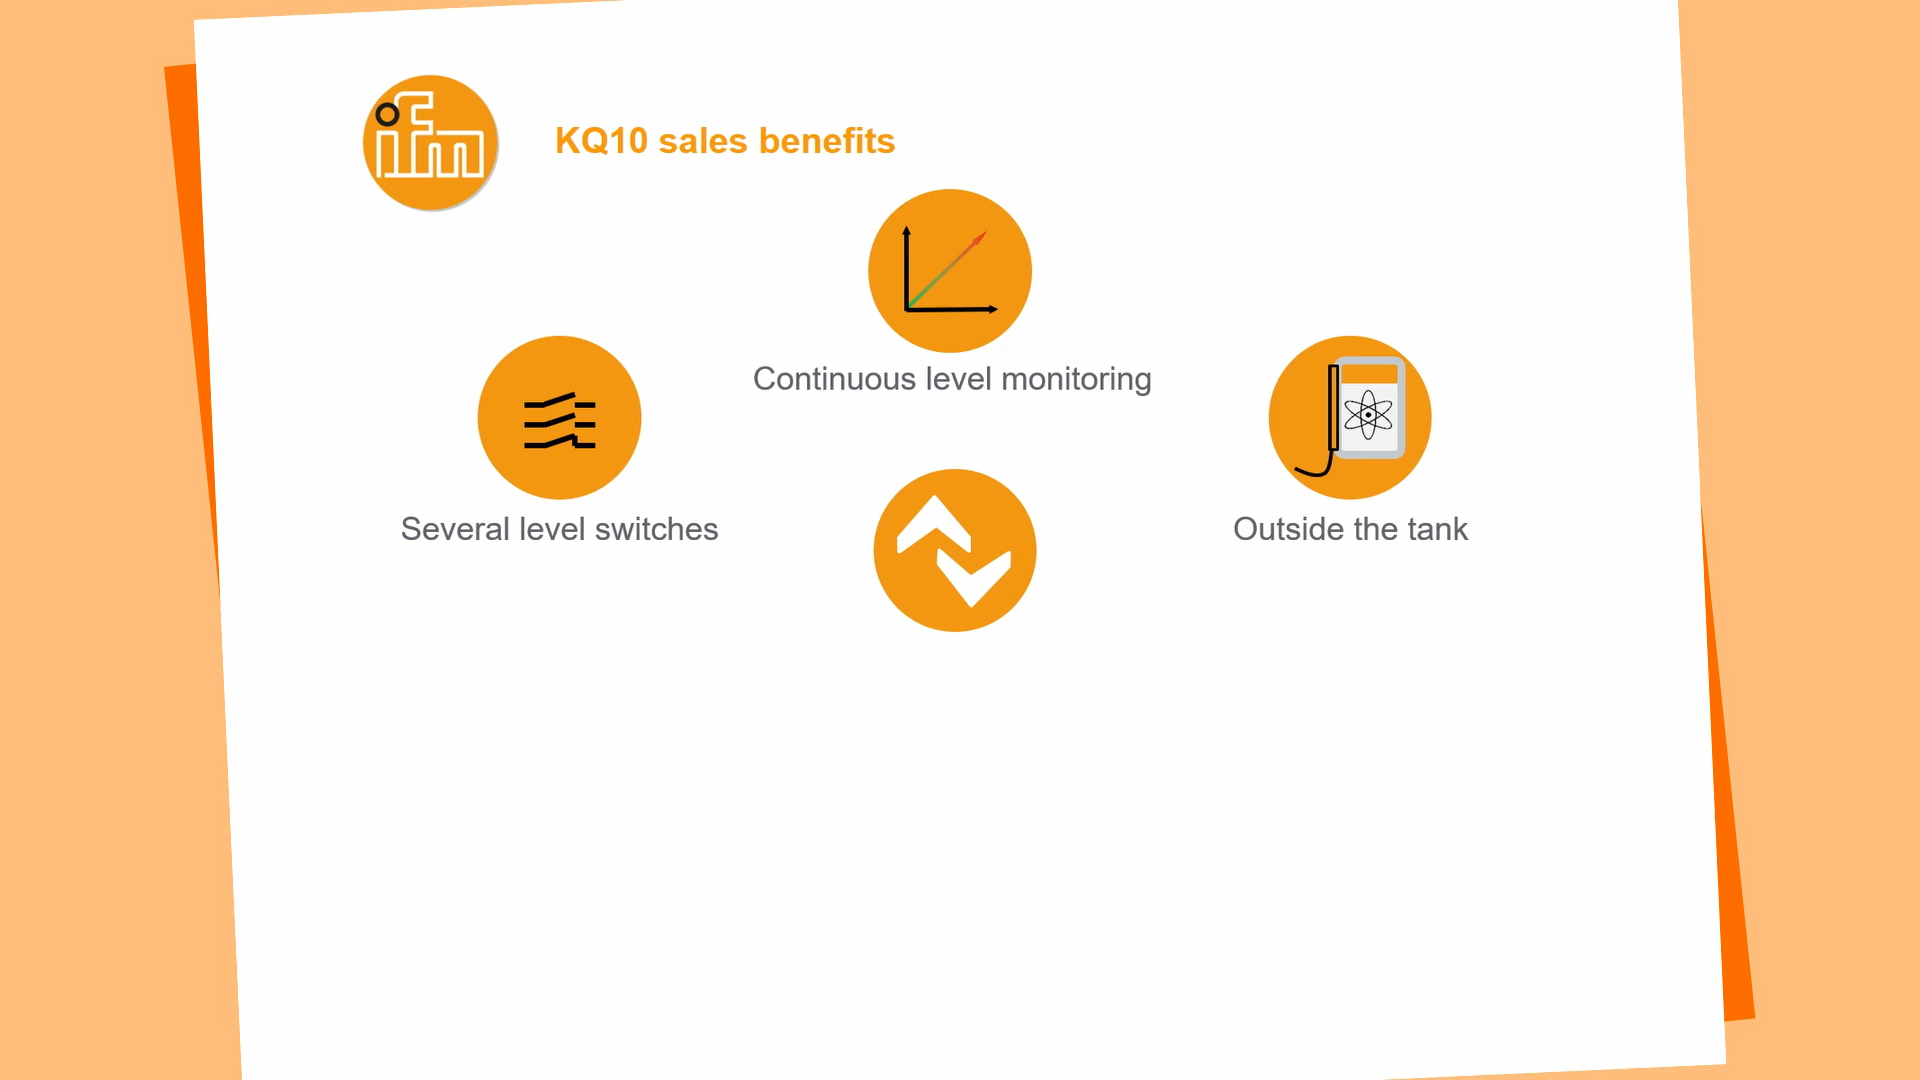 ifm
KQ10 sales benefits
Continuous level monitoring
Several level switches
Outside the tank